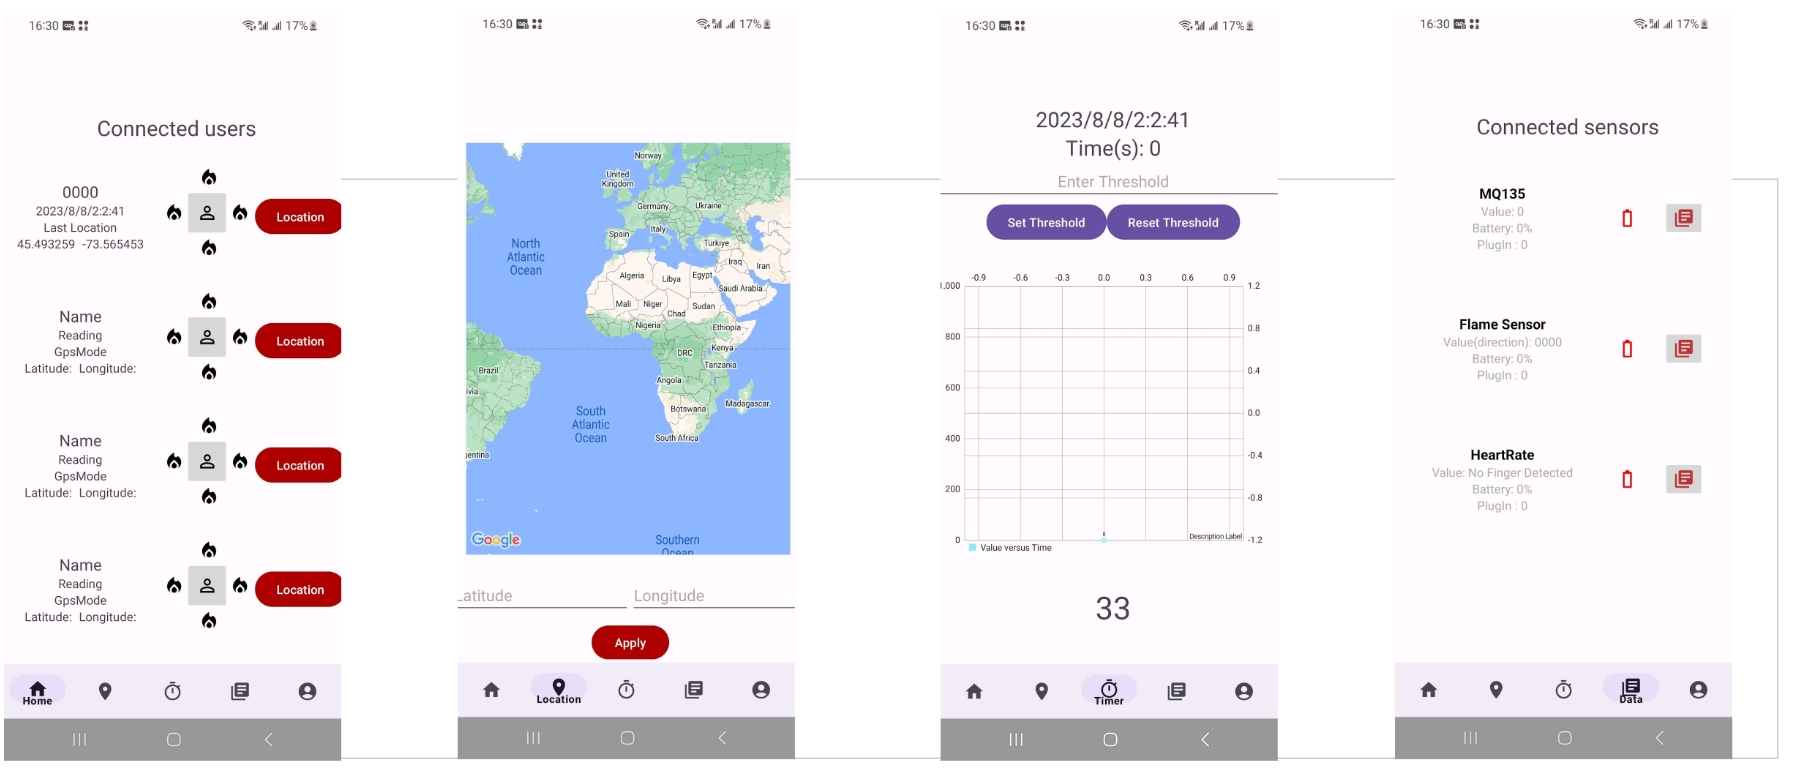 16:30
17%
Connected users
0000
2023/8/8/2:2:41
Last Location
45.493259 -73.565453
Location
Name
Reading
GpsMode
Latitude: Longitude:
Location
Name
Reading
GpsMode
Latitude: Longitude:
Location
Name
Reading
GpsMode
Latitude: Longitude:
Location
Home
16:30
17%
Norway
United
Kingdom
Germany
Ukraine
Spain
Italy
Türkiye
North
Atlantic
Ocean
Iraq
Iran
Algeria
Libya
Egypt
Saudi Arabia
Mali
Niger
Sudan
Chad
Nigeria
Ethiopia
Kenya
DRC
Tanzania
Brazil
ivia
Angola
Madagascar
Botswana
South
Atlantic
Ocean
South Africa
entina
Google
Southern
Ocean
Latitude
Longitude
Apply
Location
16:30
17%
2023/8/8/2:2:41
Time(s): 0
Enter Threshold
Set Threshold Reset Threshold
-0.9 -0.6 -0.3 0.0 0.3 0.6 0.9
1,000 1.2
0.8
800
0.4
600
0.0
400
-0.4
200
-0.8
Description Label
0 -1.2
Value versus Time
33
Timer
16:30
17%
Connected sensors
MQ135
Value: 0
Battery: 0%
PlugIn : 0
Flame Sensor
Value(direction): 0000
Battery: 0%
PlugIn : 0
HeartRate
Value: No Finger Detected
Battery: 0%
PlugIn : 0
Data